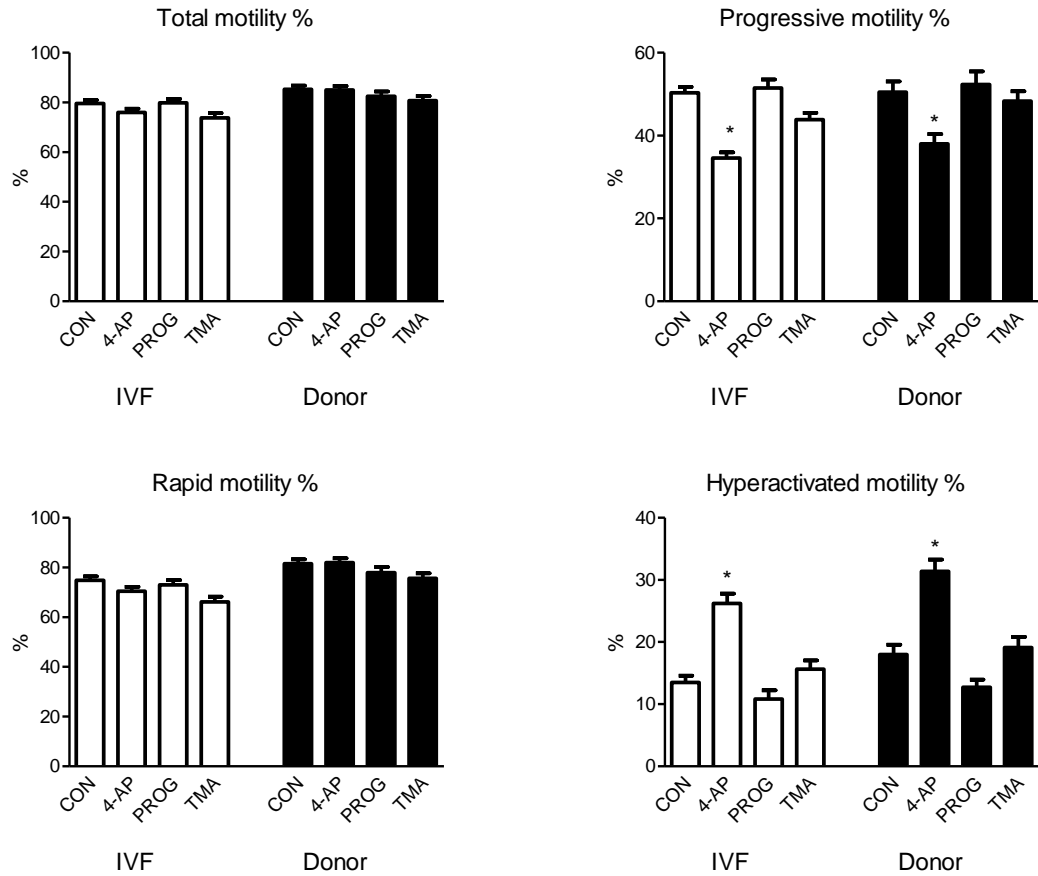 Total motility %
100
80
60
40
20
0
%
CON 4-AP PROG TMA CON 4-AP PROG TMA
IVF Donor
Progressive motility %
60
40
20
0
%
* *
CON 4-AP PROG TMA CON 4-AP PROG TMA
IVF Donor
Rapid motility %
100
80
60
40
20
0
%
CON 4-AP PROG TMA CON 4-AP PROG TMA
IVF Donor
Hyperactivated motility %
40
30
20
10
0
%
* *
CON 4-AP PROG TMA CON 4-AP PROG TMA
IVF Donor